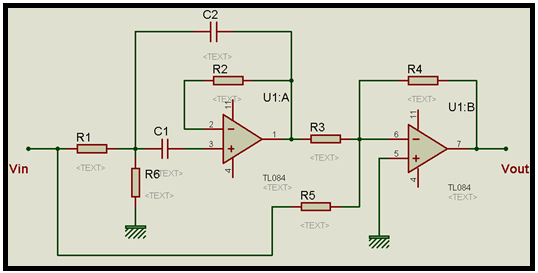 C2
<TEXT>
R2
<TEXT>
R4
<TEXT>
11
U1:A
11
U1:B
R1
<TEXT>
C1
<TEXT>
2
3
1
R3
<TEXT>
6
5
7
Vin
Vout
R6
<TEXT>
4
TL084
<TEXT>
R5
<TEXT>
4
TL084
<TEXT>